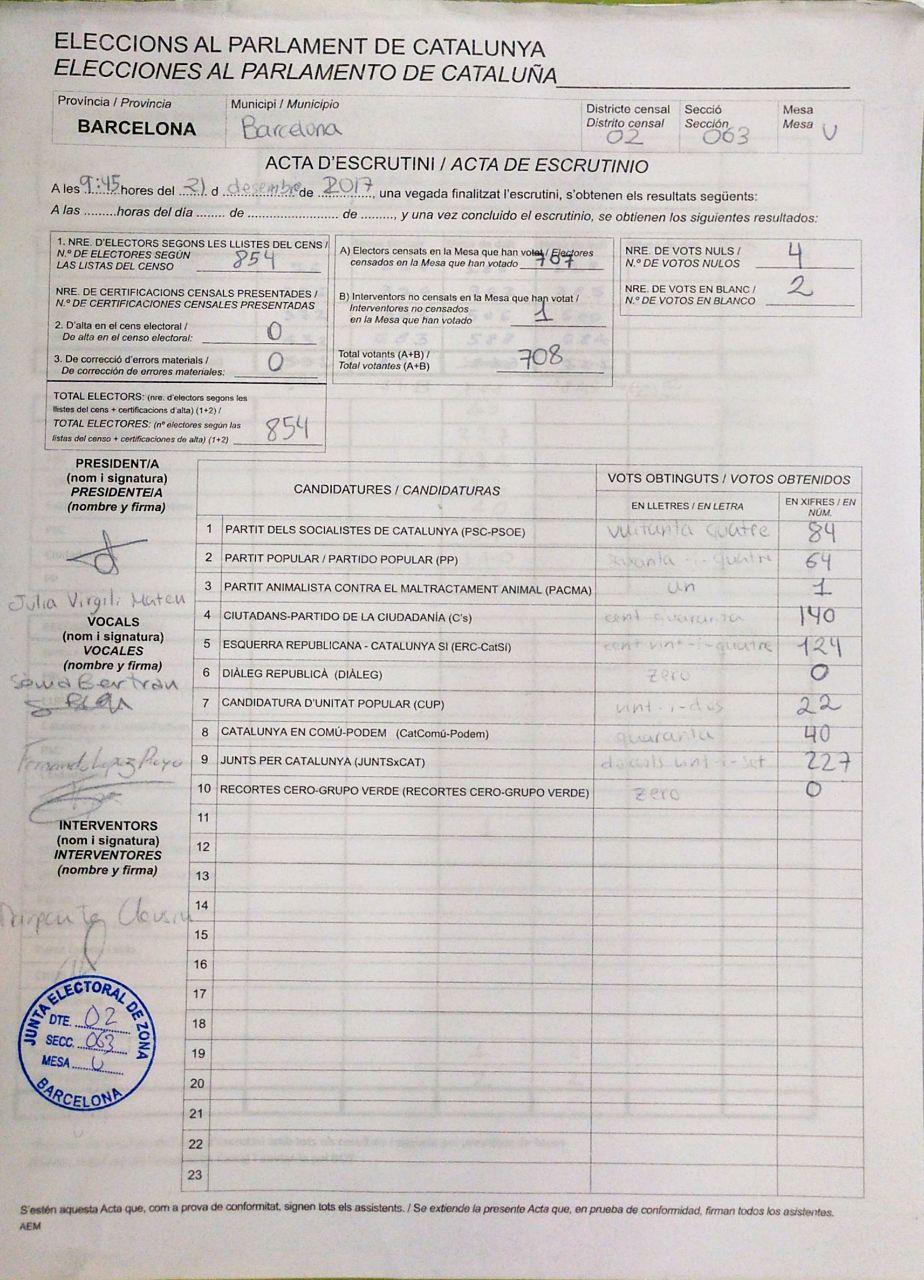 ELECCIONS AL PARLAMENT DE CATALUNYA
ELECCIONES AL PARLAMENTO DE CATALUÑA
Província / Provincia
BARCELONA
Municipi / Municipio
Barcelona
Districte censal
Distrito censal
02
Secció
Sección
063
Mesa
Mesa U
ACTA D'ESCRUTINI / ACTA DE ESCRUTINIO
A les 9:45 hores del 21 d desembre de 2017, una vegada finalitzat l'escrutini, s'obtenen els resultats següents:
A las .........horas del día ........ de ......................... de ........., y una vez concluido el escrutinio, se obtienen los siguientes resultados:
1. NRE. D'ELECTORS SEGONS LES LLISTES DEL CENS /
N.º DE ELECTORES SEGÚN
LAS LISTAS DEL CENSO 854
NRE. DE CERTIFICACIONS CENSALS PRESENTADES /
N.º DE CERTIFICACIONES CENSALES PRESENTADAS
2. D'alta en el cens electoral /
De alta en el censo electoral: 0
3. De correcció d'errors materials /
De corrección de errores materiales: 0
TOTAL ELECTORS: (nre. d'electors segons les
llistes del cens + certificacions d'alta) (1+2) /
TOTAL ELECTORES: (nº electores según las
listas del censo + certificaciones de alta) (1+2) 854
A) Electors censats en la Mesa que han votat / Electores
censados en la Mesa que han votado 707
B) Interventors no censats en la Mesa que han votat /
Interventores no censados
en la Mesa que han votado 1
Total votants (A+B) /
Total votantes (A+B) 708
NRE. DE VOTS NULS /
N.º DE VOTOS NULOS 4
NRE. DE VOTS EN BLANC /
N.º DE VOTOS EN BLANCO 2
PRESIDENT/A
(nom i signatura)
PRESIDENTE/A
(nombre y firma)
Julia Virgili Mateu
VOCALS
(nom i signatura)
VOCALES
(nombre y firma)
Sònia Bertran
Fernando Lopez
INTERVENTORS
(nom i signatura)
INTERVENTORES
(nombre y firma)
CANDIDATURES / CANDIDATURAS
VOTS OBTINGUTS / VOTOS OBTENIDOS
EN LLETRES / EN LETRA
EN XIFRES / EN NÚM.
1 PARTIT DELS SOCIALISTES DE CATALUNYA (PSC-PSOE) vuitanta quatre 84
2 PARTIT POPULAR / PARTIDO POPULAR (PP) xixanta-i-quatre 64
3 PARTIT ANIMALISTA CONTRA EL MALTRACTAMENT ANIMAL (PACMA) un 1
4 CIUTADANS-PARTIDO DE LA CIUDADANÍA (C's) cent quaranta 140
5 ESQUERRA REPUBLICANA - CATALUNYA SI (ERC-CatSí) cent vint-i-quatre 124
6 DIÀLEG REPUBLICÀ (DIÀLEG) zero 0
7 CANDIDATURA D'UNITAT POPULAR (CUP) vint-i-dus 22
8 CATALUNYA EN COMÚ-PODEM (CatComú-Podem) quaranta 40
9 JUNTS PER CATALUNYA (JUNTSxCAT) docents vint-i-set 227
10 RECORTES CERO-GRUPO VERDE (RECORTES CERO-GRUPO VERDE) zero 0
11
12
13
14
15
16
17
18
19
20
21
22
23
JUNTA ELECTORAL DE ZONA
DTE. 02
SECC. 063
MESA U
BARCELONA
S'estén aquesta Acta que, com a prova de conformitat, signen tots els assistents. / Se extiende la presente Acta que, en prueba de conformidad, firman todos los asistentes.
AEM